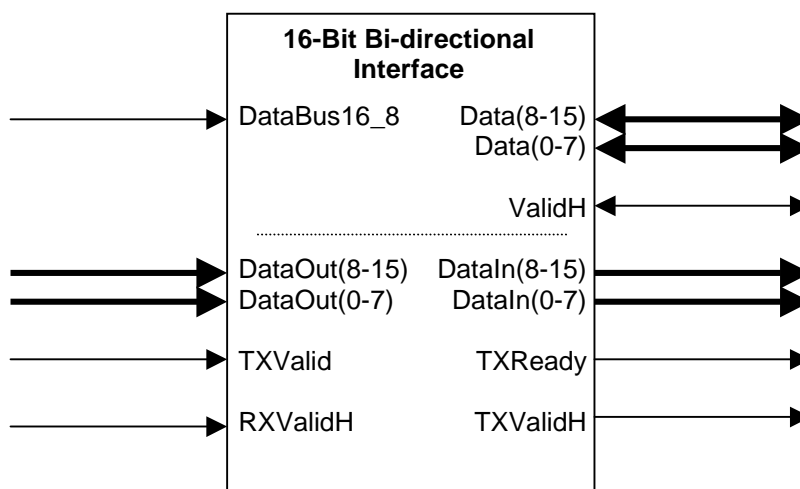 16-Bit Bi-directional
Interface
DataBus16_8 Data(8-15)
Data(0-7)
ValidH
DataOut(8-15) DataIn(8-15)
DataOut(0-7) DataIn(0-7)
TXValid TXReady
RXValidH TXValidH